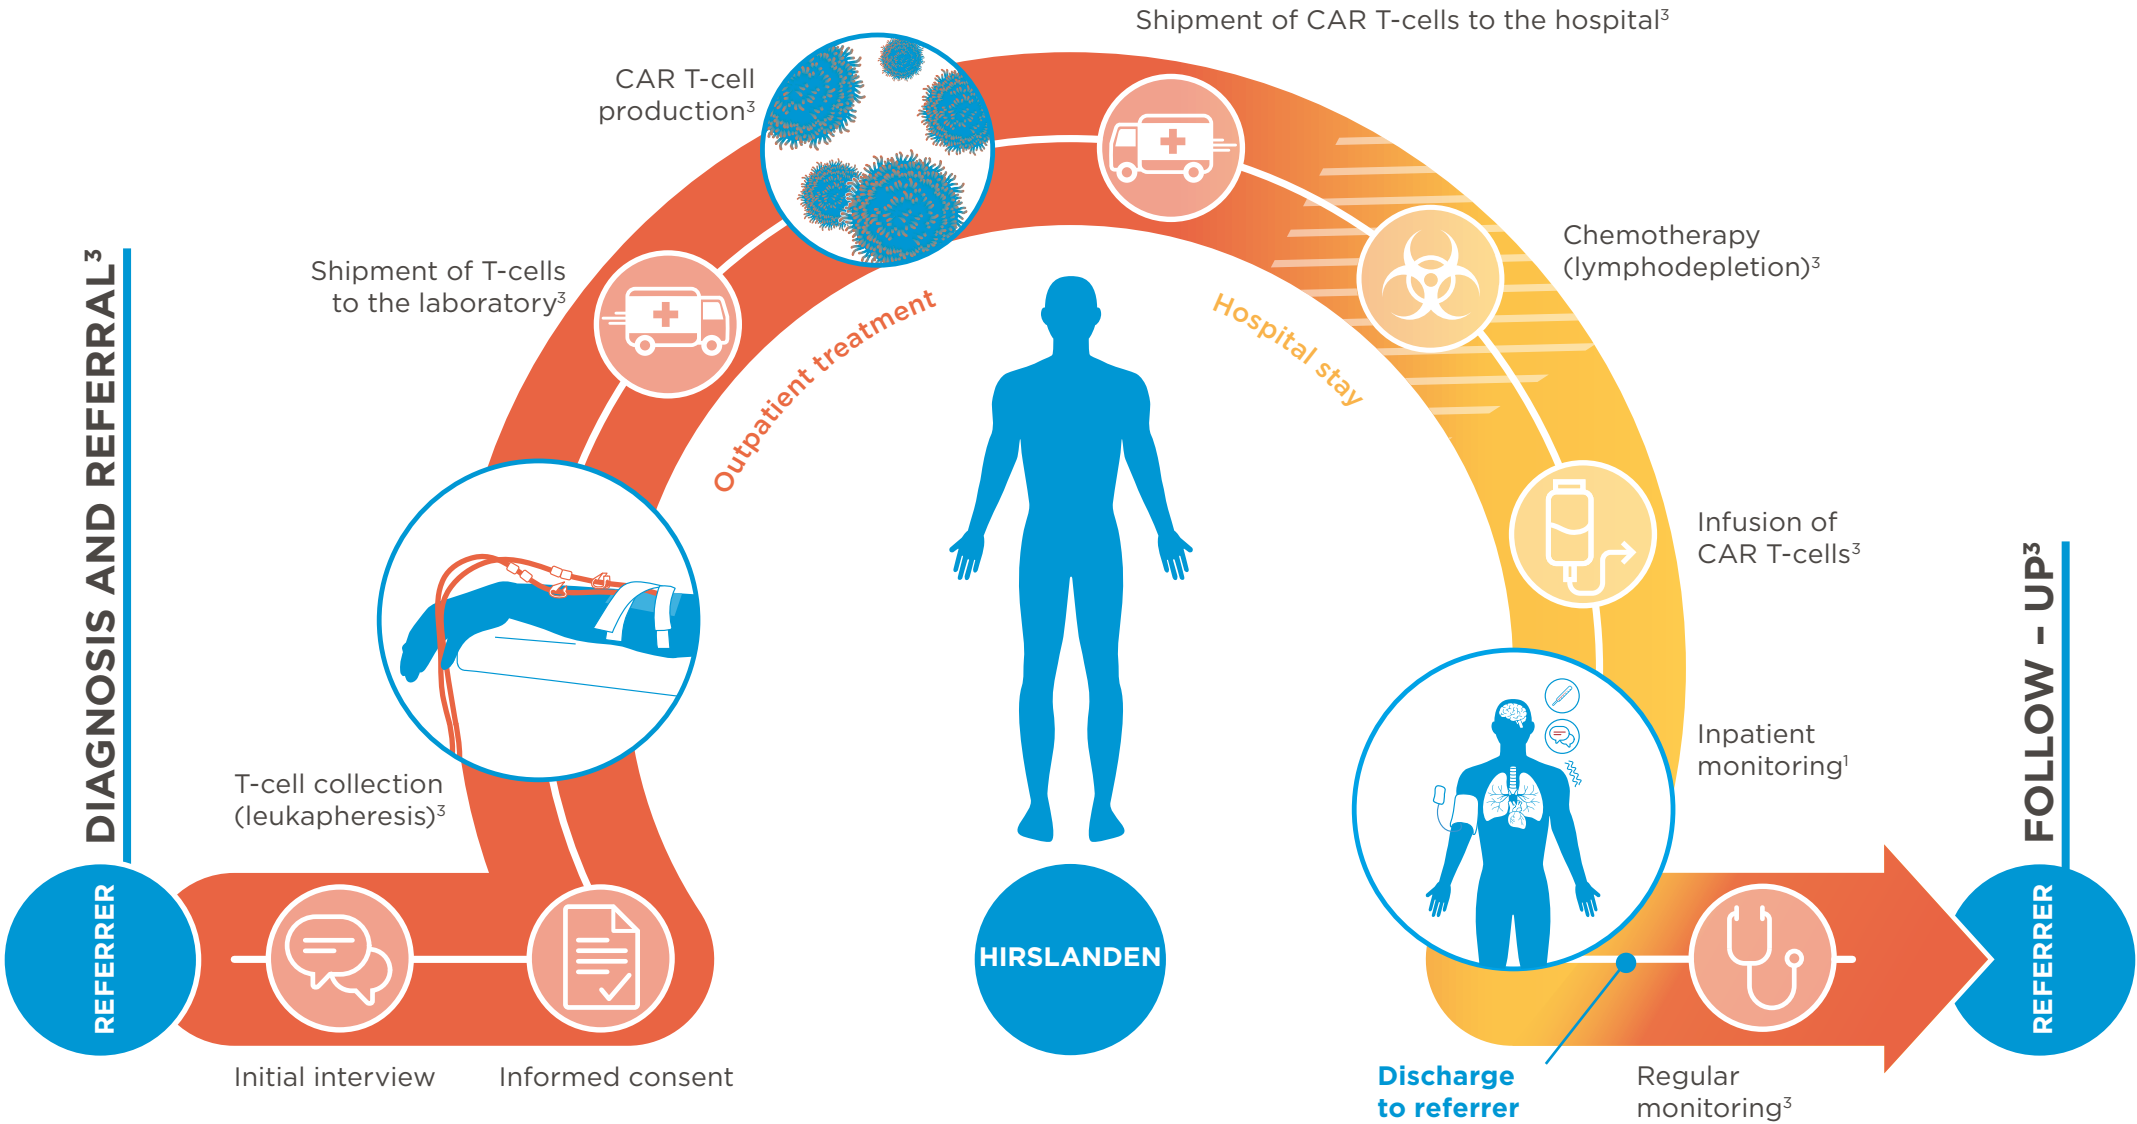 DIAGNOSIS AND REFERRAL³
REFERRER
Initial interview
Informed consent
T-cell collection
(leukapheresis)³
Shipment of T-cells
to the laboratory³
CAR T-cell
production³
Outpatient treatment
Shipment of CAR T-cells to the hospital³
Hospital stay
Chemotherapy
(lymphodepletion)³
Infusion of
CAR T-cells³
Inpatient
monitoring¹
HIRSLANDEN
Discharge
to referrer
Regular
monitoring³
FOLLOW – UP³
REFERRER